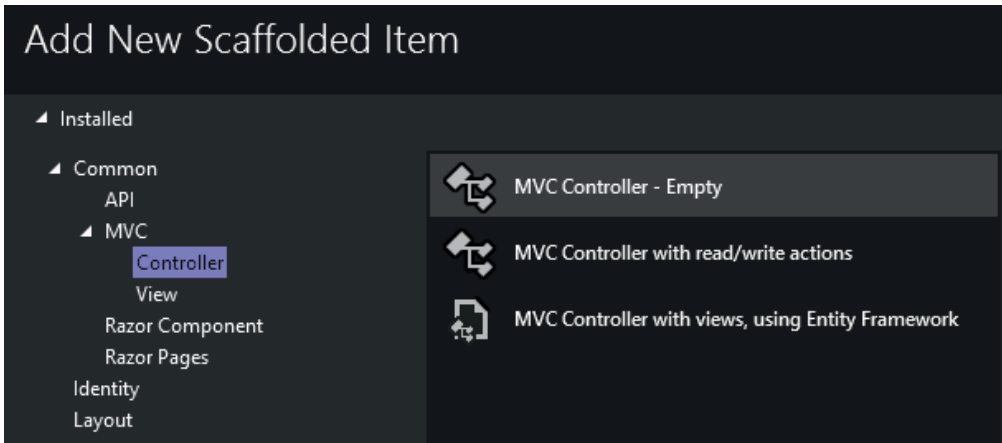 Add New Scaffolded Item
Installed
Common
API
MVC
Controller
View
Razor Component
Razor Pages
Identity
Layout
MVC Controller - Empty
MVC Controller with read/write actions
MVC Controller with views, using Entity Framework